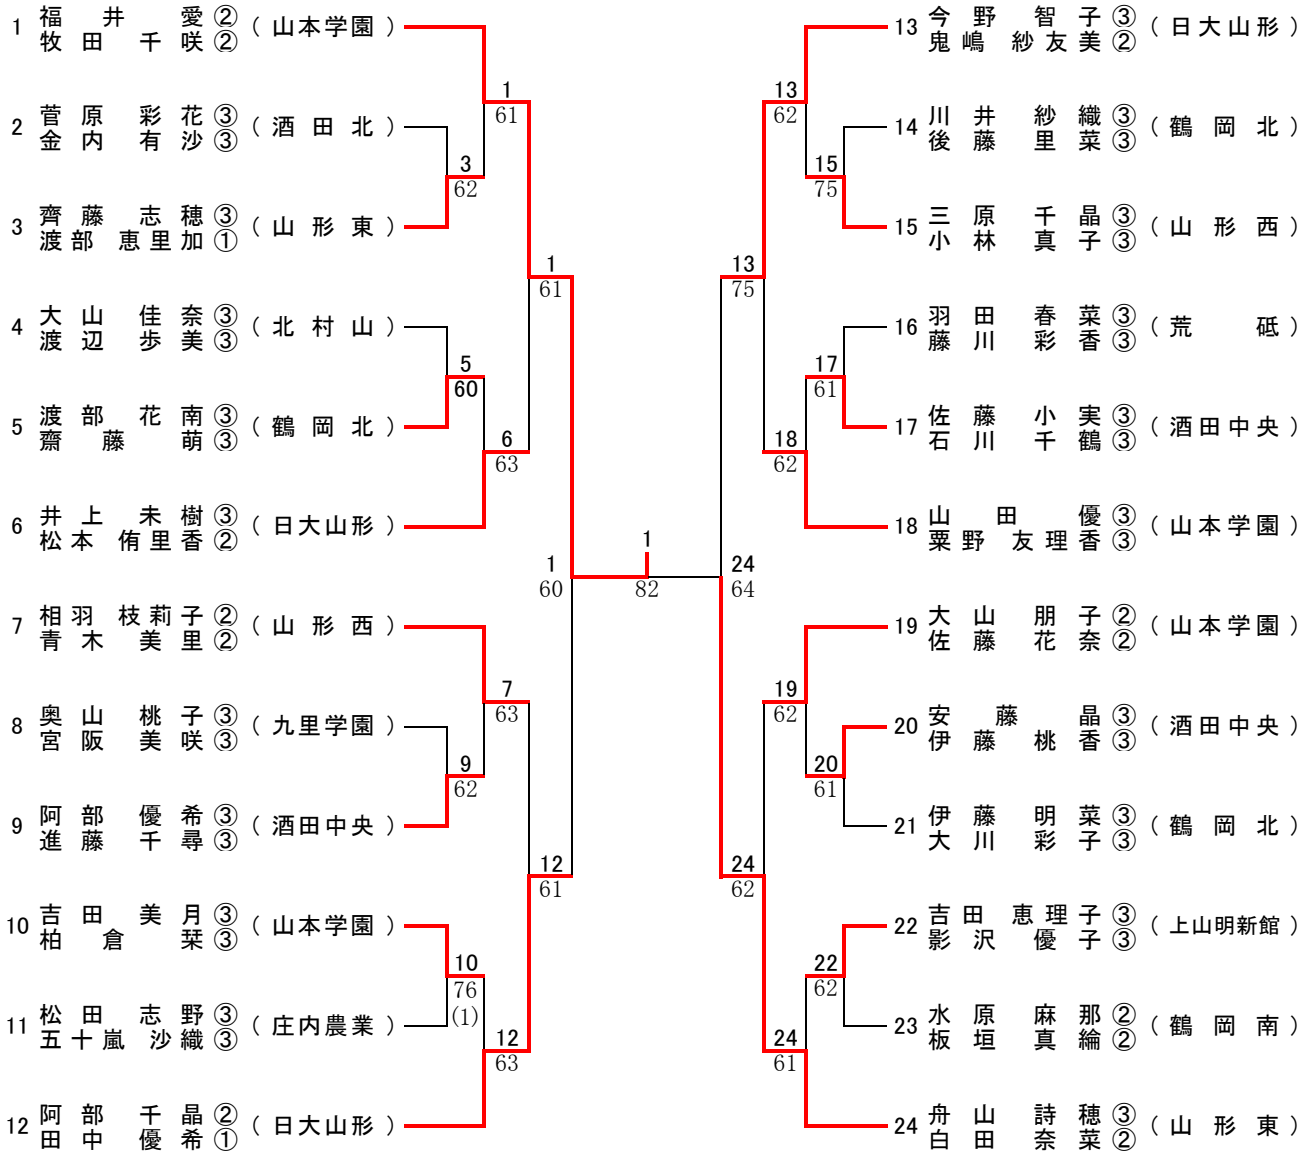 1 福井 愛② (山本学園)
牧田千咲②
2 菅原彩花③ (酒田北)
金内有沙③
3 齊藤志穂③ (山形東)
渡部恵里加①
4 大山佳奈③ (北村山)
渡辺歩美③
5 渡部花南③ (鶴岡北)
齋藤 萌③
6 井上未樹③ (日大山形)
松本侑里香②
7 相羽枝莉子② (山形西)
青木美里②
8 奥山桃子③ (九里学園)
宮阪美咲③
9 阿部優希③ (酒田中央)
進藤千尋③
10 吉田美月③ (山本学園)
柏倉 栞③
11 松田志野③ (庄内農業)
五十嵐沙織③
12 阿部千晶② (日大山形)
田中優希①
1
61
3
62
1
61
5
60
6
63
1
60
7
63
9
62
12
61
10
76
(1)
12
63
1
82
13
62
15
75
13
75
17
61
18
62
24
64
19
62
20
61
24
62
22
62
24
61
13 今野智子③ (日大山形)
鬼嶋紗友美②
14 川井紗織③ (鶴岡北)
後藤里菜③
15 三原千晶③ (山形西)
小林真子③
16 羽田春菜③ (荒砥)
藤川彩香③
17 佐藤小実③ (酒田中央)
石川千鶴③
18 山田 優③ (山本学園)
粟野友理香③
19 大山朋子② (山本学園)
佐藤花奈②
20 安藤 晶③ (酒田中央)
伊藤桃香③
21 伊藤明菜③ (鶴岡北)
大川彩子③
22 吉田恵理子③ (上山明新館)
影沢優子③
23 水原麻那② (鶴岡南)
板垣真綸②
24 舟山詩穂③ (山形東)
白田奈菜②